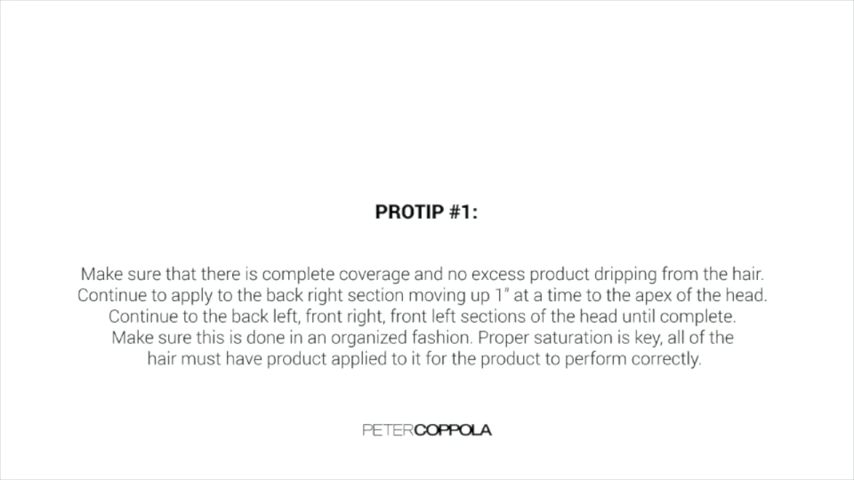 PROTIP #1:
Make sure that there is complete coverage and no excess product dripping from the hair.
Continue to apply to the back right section moving up 1" at a time to the apex of the head.
Continue to the back left, front right, front left sections of the head until complete.
Make sure this is done in an organized fashion. Proper saturation is key, all of the
hair must have product applied to it for the product to perform correctly.
PETERCOPPOLA